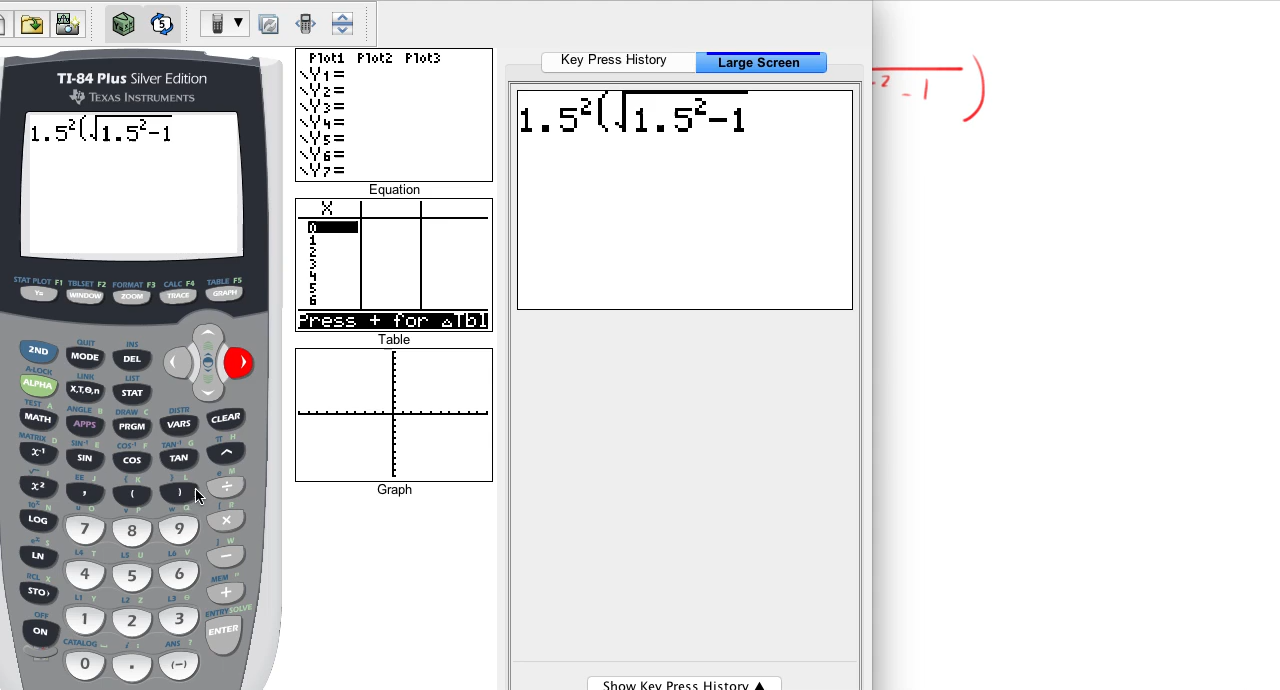 5
Key Press History Large Screen
TI-84 Plus Silver Edition
TEXAS INSTRUMENTS
1.5²(√1.5²-1
Plot1 Plot2 Plot3
\Y1=
\Y2=
\Y3=
\Y4=
\Y5=
\Y6=
\Y7=
Equation
X
0
1
2
3
4
5
6
Press + for △Tbl
Table
Graph
1.5²(√1.5²-1
² - 1 )
STAT PLOT F1 TBLSET F2 FORMAT F3 CALC F4 TABLE F5
Y= WINDOW ZOOM TRACE GRAPH
QUIT INS
2ND MODE DEL
A-LOCK LINK LIST
ALPHA X,T,Θ,n STAT
TEST A ANGLE B DRAW C DISTR
MATH APPS PRGM VARS CLEAR
MATRIX D SIN⁻¹ E COS⁻¹ F TAN⁻¹ G π H
x⁻¹ SIN COS TAN ^
√ I EE J { K } L e M
x² , ( ) ÷
10ˣ N u O v P w Q [ R
LOG 7 8 9 ×
eˣ S L4 T L5 U L6 V ] W
LN 4 5 6 −
RCL X L1 Y L2 Z L3 Θ MEM "
STO› 1 2 3 +
OFF CATALOG i : ANS ? ENTRY SOLVE
ON 0 . (−) ENTER
Show Key Press History ▲